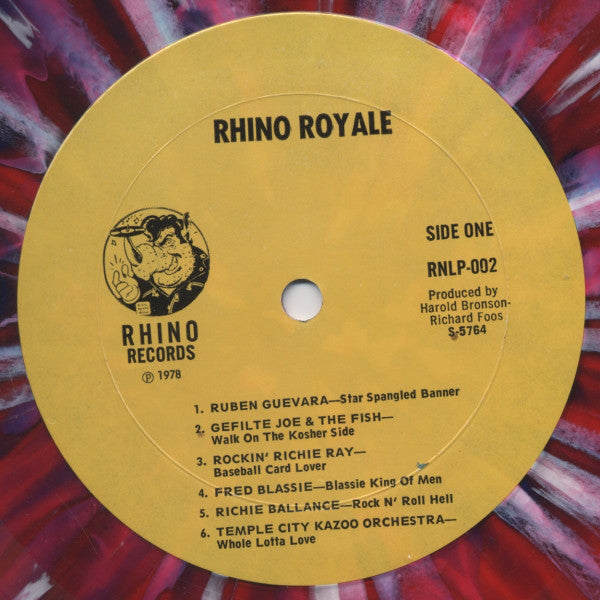 RHINO ROYALE
SIDE ONE
RNLP-002
Produced by
Harold Bronson-
Richard Foos
S-5764
RHINO
RECORDS
℗ 1978
1. RUBEN GUEVARA—Star Spangled Banner
2. GEFILTE JOE & THE FISH—
Walk On The Kosher Side
3. ROCKIN' RICHIE RAY—
Baseball Card Lover
4. FRED BLASSIE—Blassie King Of Men
5. RICHIE BALLANCE—Rock N' Roll Hell
6. TEMPLE CITY KAZOO ORCHESTRA—
Whole Lotta Love